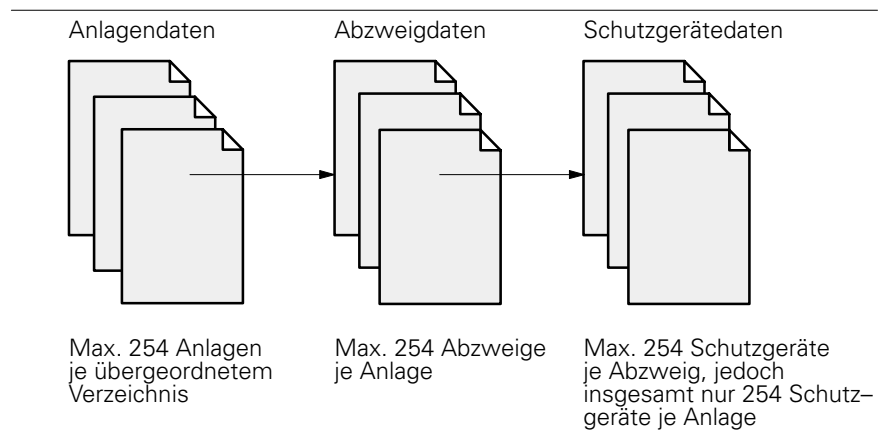 Anlagendaten
Abzweigdaten
Schutzgerätedaten
Max. 254 Anlagen
je übergeordnetem
Verzeichnis
Max. 254 Abzweige
je Anlage
Max. 254 Schutzgeräte
je Abzweig, jedoch
insgesamt nur 254 Schutz–
geräte je Anlage